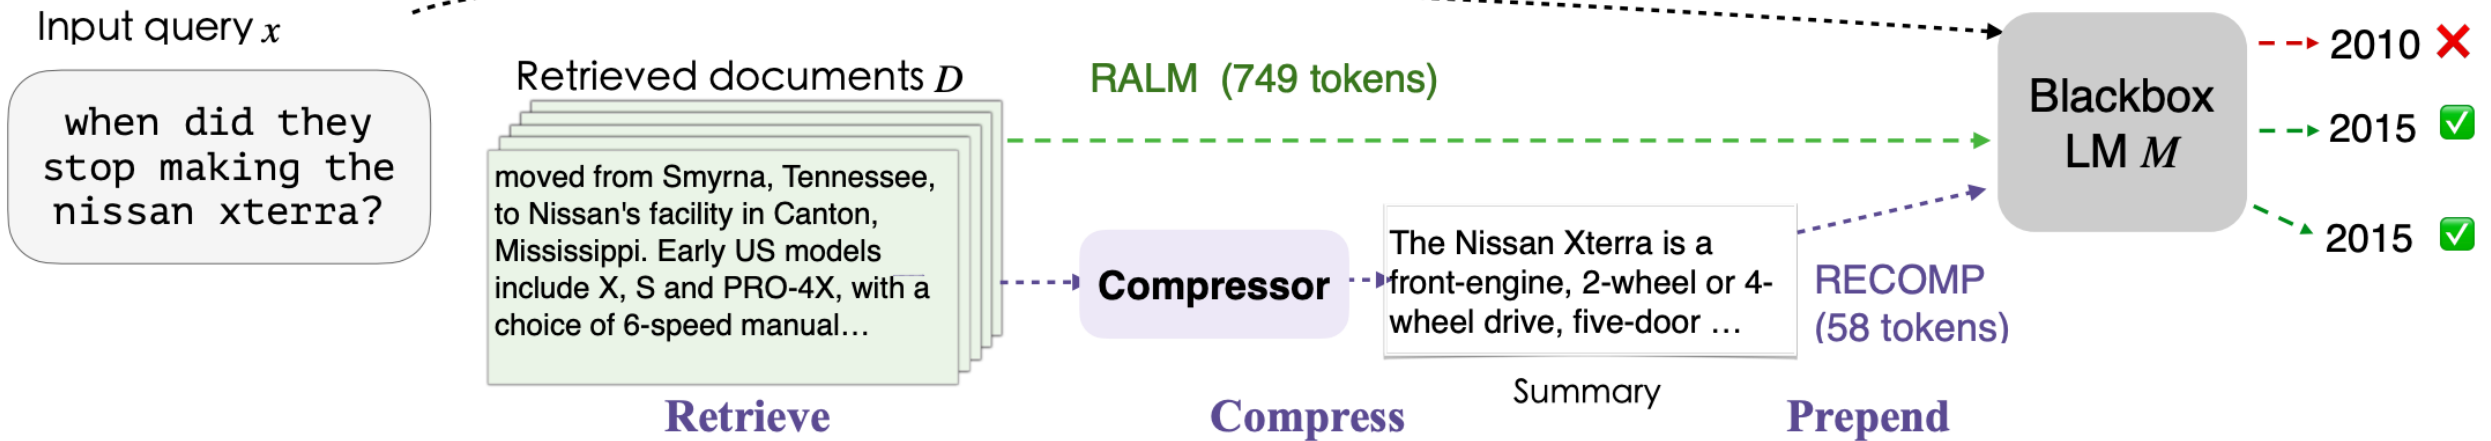 Input query x
when did they
stop making the
nissan xterra?
Retrieved documents D
moved from Smyrna, Tennessee,
to Nissan's facility in Canton,
Mississippi. Early US models
include X, S and PRO-4X, with a
choice of 6-speed manual...
Retrieve
RALM (749 tokens)
Compressor
Compress
The Nissan Xterra is a
front-engine, 2-wheel or 4-
wheel drive, five-door ...
Summary
RECOMP
(58 tokens)
Prepend
Blackbox
LM M
2010
2015
2015